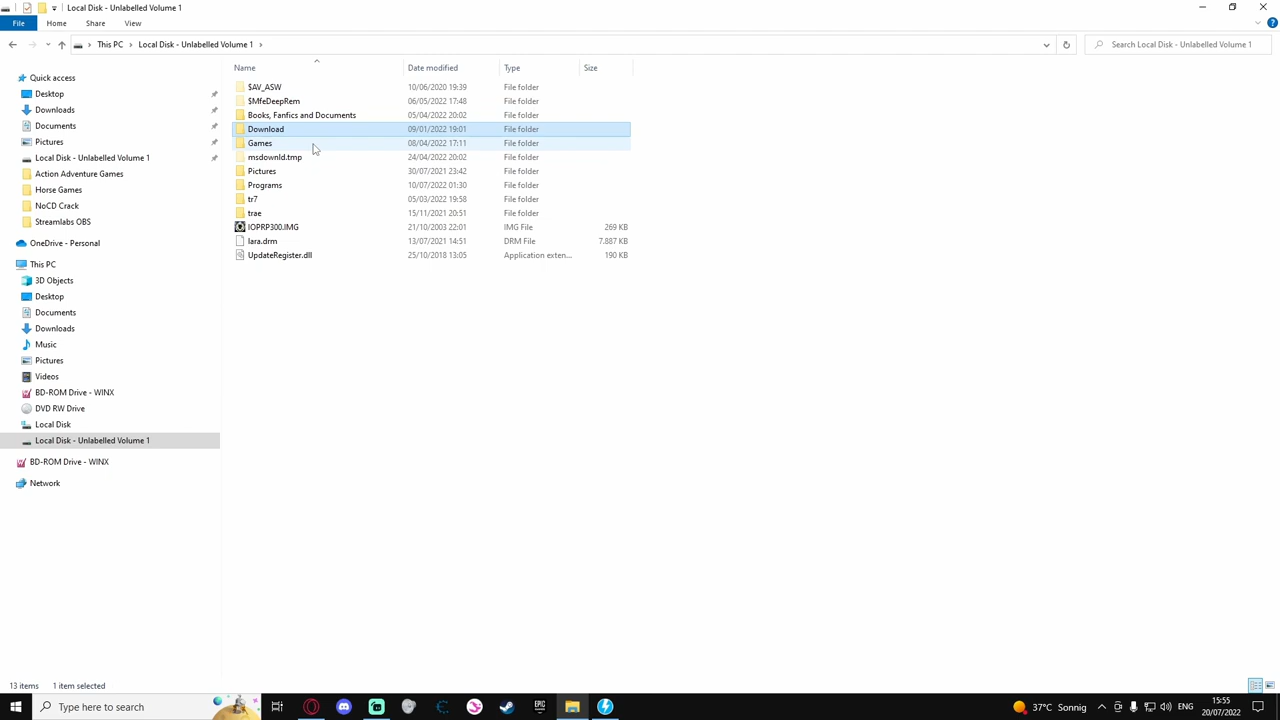 Local Disk - Unlabelled Volume 1
File Home Share View
This PC Local Disk - Unlabelled Volume 1
Search Local Disk - Unlabelled Volume 1
Quick access
Desktop
Downloads
Documents
Pictures
Local Disk - Unlabelled Volume 1
Action Adventure Games
Horse Games
NoCD Crack
Streamlabs OBS
OneDrive - Personal
This PC
3D Objects
Desktop
Documents
Downloads
Music
Pictures
Videos
BD-ROM Drive - WINX
DVD RW Drive
Local Disk
Local Disk - Unlabelled Volume 1
BD-ROM Drive - WINX
Network
Name Date modified Type Size
$AV_ASW 10/06/2020 19:39 File folder
$MfeDeepRem 06/05/2022 17:48 File folder
Books, Fanfics and Documents 05/04/2022 20:02 File folder
Download 09/01/2022 19:01 File folder
Games 08/04/2022 17:11 File folder
msdownld.tmp 24/04/2022 20:02 File folder
Pictures 30/07/2021 23:42 File folder
Programs 10/07/2022 01:30 File folder
tr7 05/03/2022 19:58 File folder
trae 15/11/2021 20:51 File folder
IOPRP300.IMG 21/10/2003 22:01 IMG File 269 KB
lara.drm 13/07/2021 14:51 DRM File 7.887 KB
UpdateRegister.dll 25/10/2018 13:05 Application exten... 190 KB
13 items 1 item selected
Type here to search
EPIC
GAMES
37°C Sonnig
ENG
15:55
20/07/2022